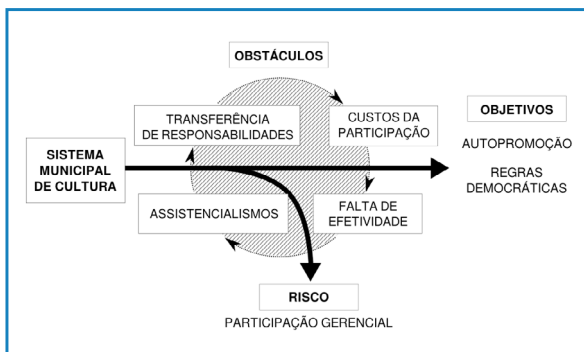 OBSTÁCULOS
TRANSFERÊNCIA
DE RESPONSABILIDADES
CUSTOS DA
PARTICIPAÇÃO
OBJETIVOS
AUTOPROMOÇÃO
REGRAS
DEMOCRÁTICAS
SISTEMA
MUNICIPAL
DE CULTURA
ASSISTENCIALISMOS
FALTA DE
EFETIVIDADE
RISCO
PARTICIPAÇÃO GERENCIAL